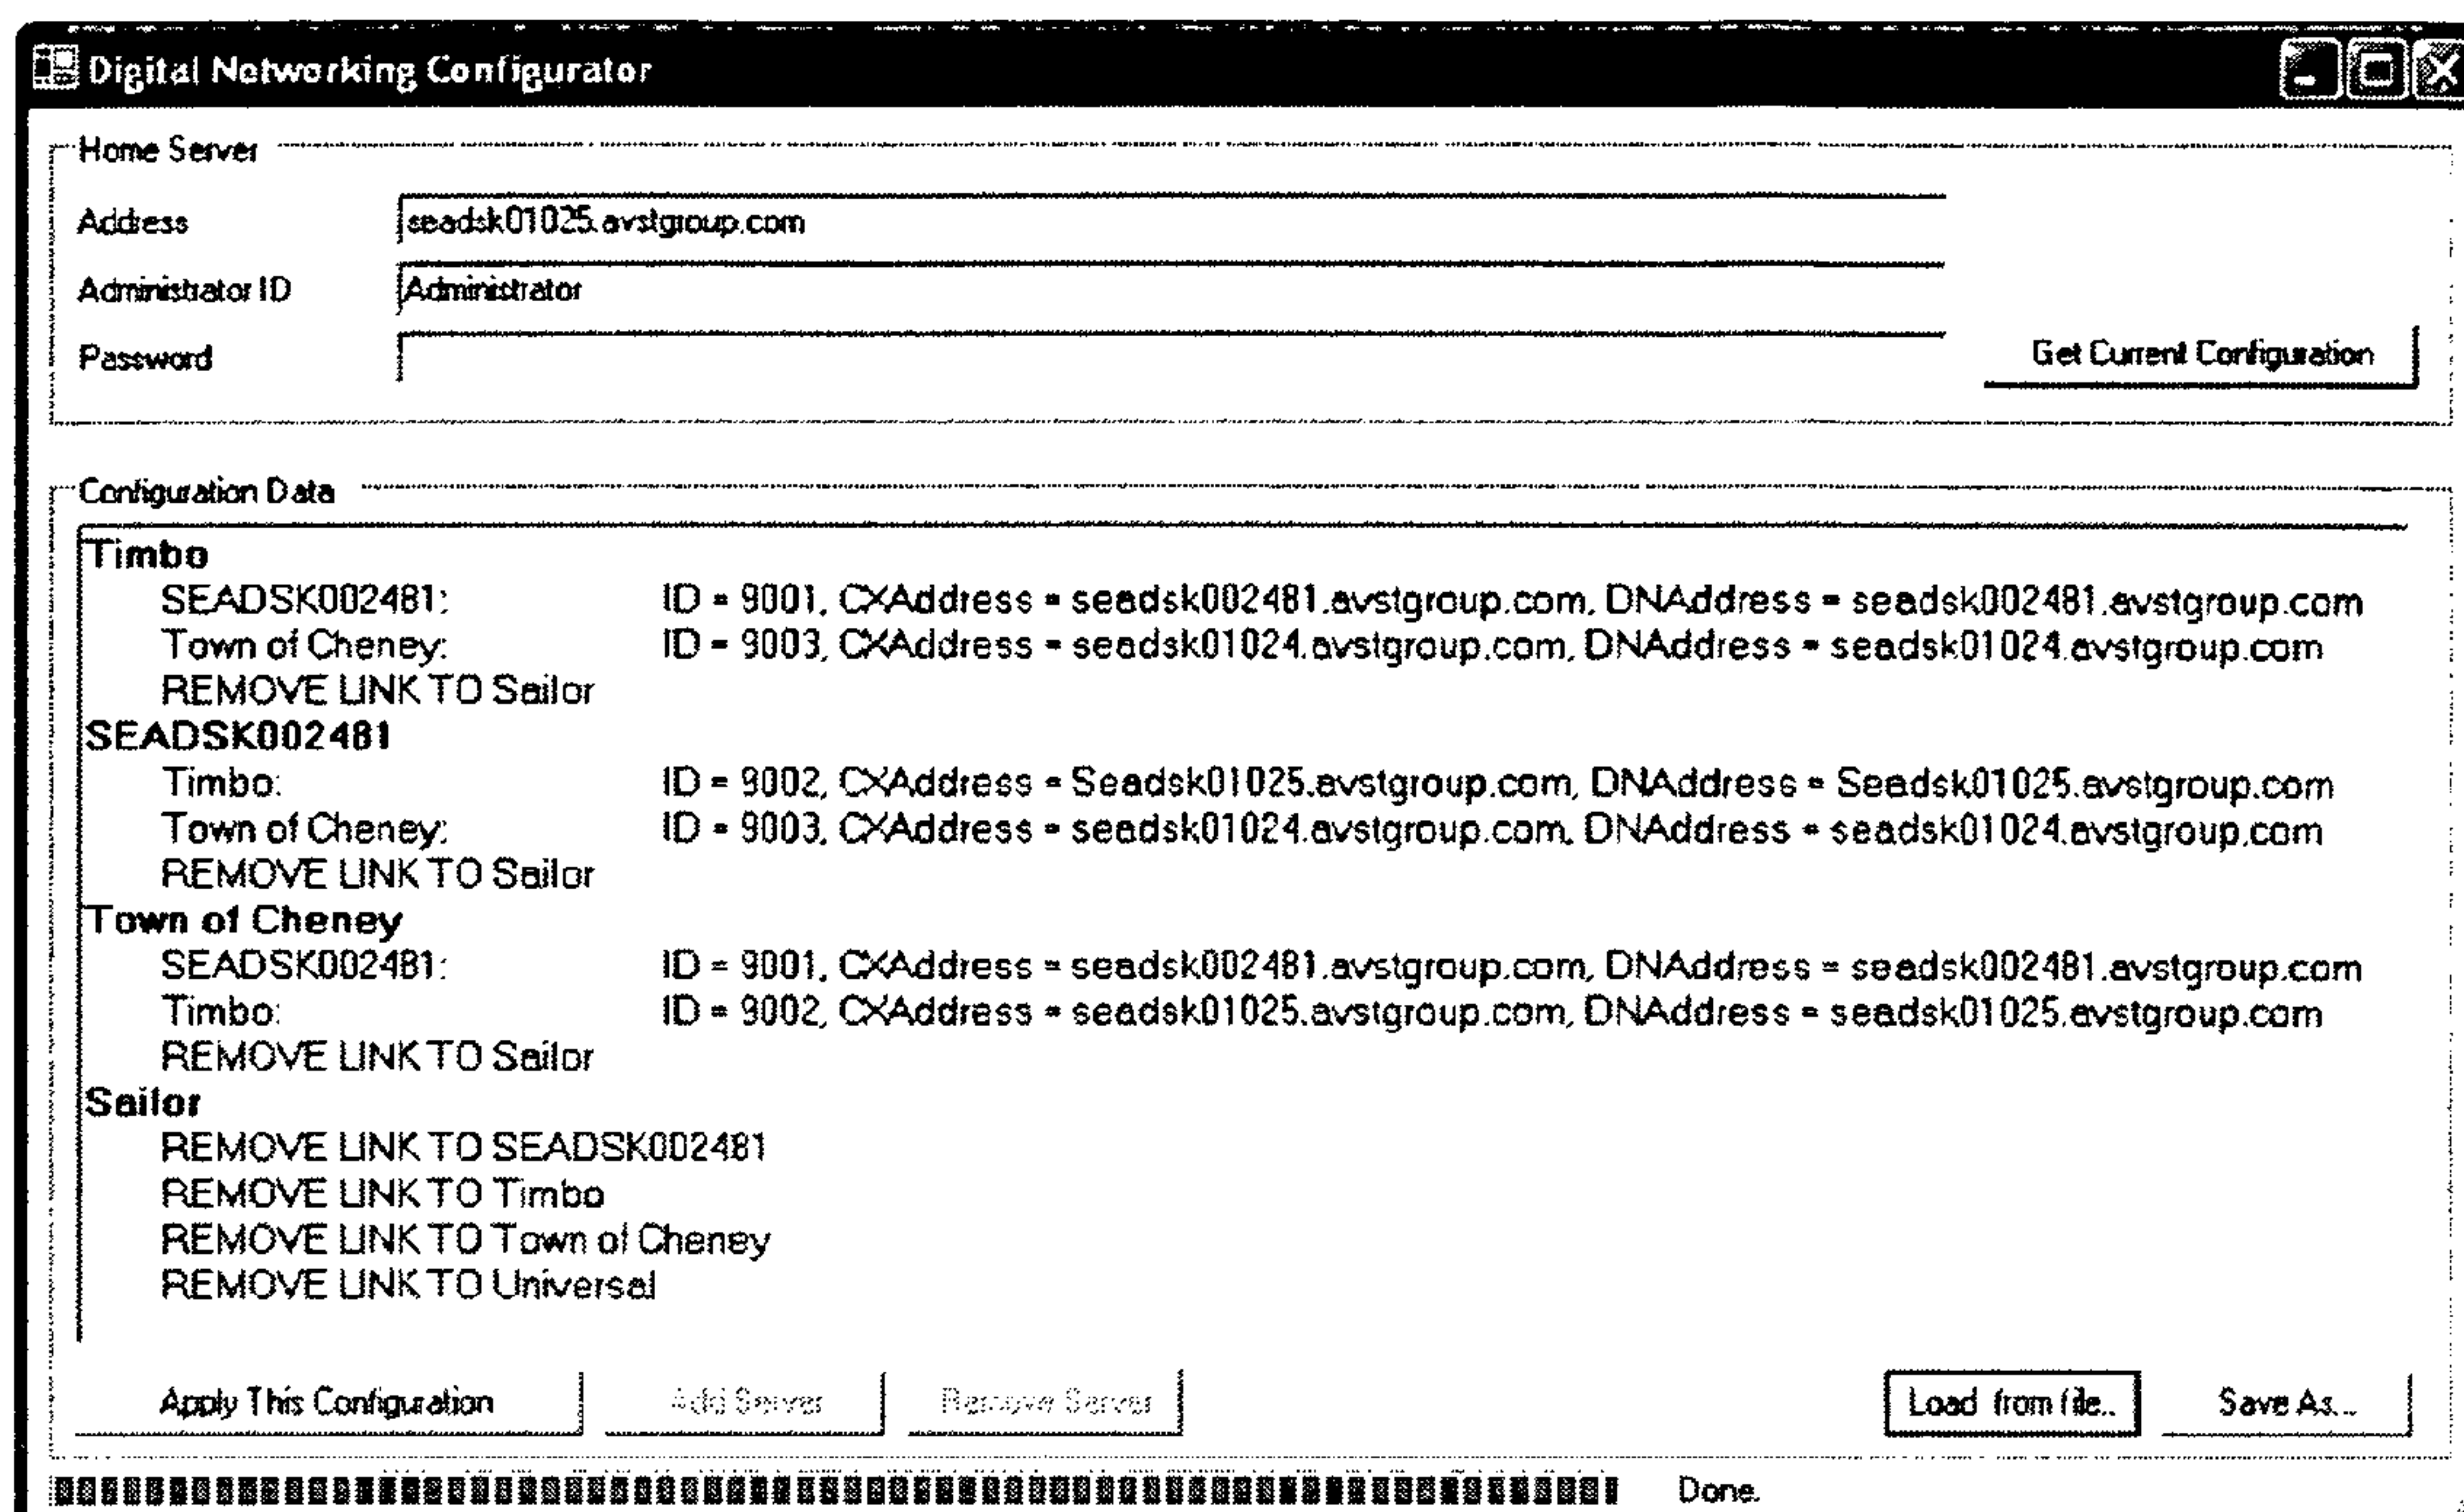 Digital Networking Configurator
Home Server
Address seadsk01025.avstgroup.com
Administrator ID Administrator
Password
Get Current Configuration
Configuration Data
Timbo
SEADSK002481: ID = 9001, CXAddress = seadsk002481.avstgroup.com, DNAddress = seadsk002481.avstgroup.com
Town of Cheney: ID = 9003, CXAddress = seadsk01024.avstgroup.com, DNAddress = seadsk01024.avstgroup.com
REMOVE LINK TO Sailor
SEADSK002481
Timbo: ID = 9002, CXAddress = Seadsk01025.avstgroup.com, DNAddress = Seadsk01025.avstgroup.com
Town of Cheney: ID = 9003, CXAddress = seadsk01024.avstgroup.com, DNAddress = seadsk01024.avstgroup.com
REMOVE LINK TO Sailor
Town of Cheney
SEADSK002481: ID = 9001, CXAddress = seadsk002481.avstgroup.com, DNAddress = seadsk002481.avstgroup.com
Timbo: ID = 9002, CXAddress = seadsk01025.avstgroup.com, DNAddress = seadsk01025.avstgroup.com
REMOVE LINK TO Sailor
Sailor
REMOVE LINK TO SEADSK002481
REMOVE LINK TO Timbo
REMOVE LINK TO Town of Cheney
REMOVE LINK TO Universal
Apply This Configuration Add Server Remove Server Load from file.. Save As...
Done.